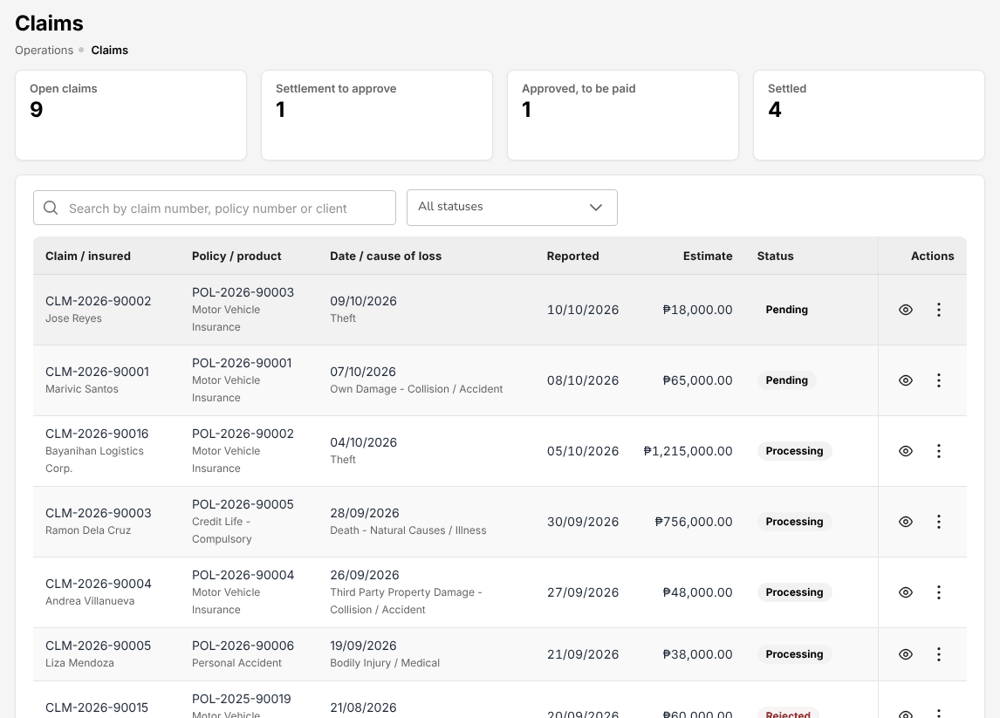 Claims
Operations Claims
Open claims
9
Settlement to approve
1
Approved, to be paid
1
Settled
4
Search by claim number, policy number or client
All statuses
Claim / insured Policy / product Date / cause of loss Reported Estimate Status Actions
CLM-2026-90002
Jose Reyes
POL-2026-90003
Motor Vehicle
Insurance
09/10/2026
Theft
10/10/2026
₱18,000.00
Pending
CLM-2026-90001
Marivic Santos
POL-2026-90001
Motor Vehicle
Insurance
07/10/2026
Own Damage - Collision / Accident
08/10/2026
₱65,000.00
Pending
CLM-2026-90016
Bayanihan Logistics
Corp.
POL-2026-90002
Motor Vehicle
Insurance
04/10/2026
Theft
05/10/2026
₱1,215,000.00
Processing
CLM-2026-90003
Ramon Dela Cruz
POL-2026-90005
Credit Life -
Compulsory
28/09/2026
Death - Natural Causes / Illness
30/09/2026
₱756,000.00
Processing
CLM-2026-90004
Andrea Villanueva
POL-2026-90004
Motor Vehicle
Insurance
26/09/2026
Third Party Property Damage -
Collision / Accident
27/09/2026
₱48,000.00
Processing
CLM-2026-90005
Liza Mendoza
POL-2026-90006
Personal Accident
19/09/2026
Bodily Injury / Medical
21/09/2026
₱38,000.00
Processing
CLM-2026-90015
POL-2025-90019
Motor Vehicle
21/08/2026
20/09/2026
₱60,000.00
Rejected